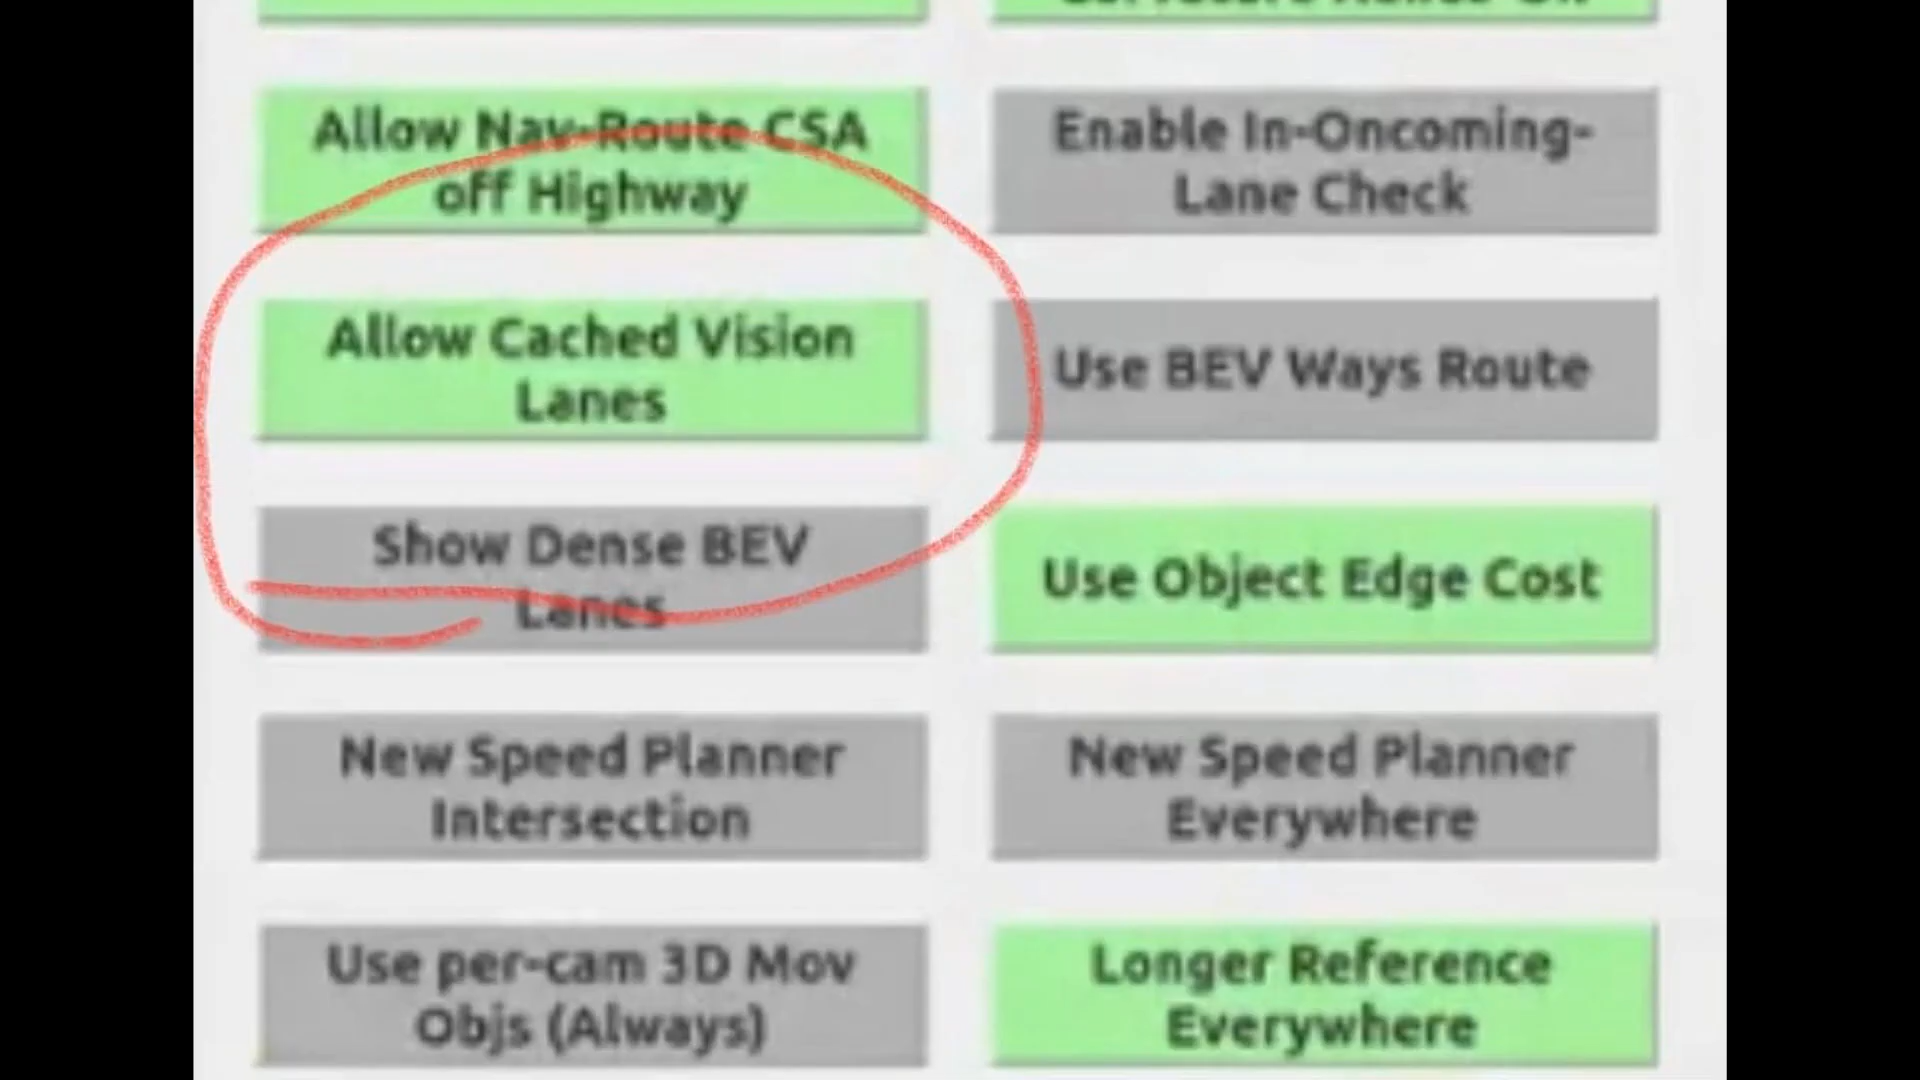 Allow Nav-Route CSA
off Highway
Enable In-Oncoming-
Lane Check
Allow Cached Vision
Lanes
Use BEV Ways Route
Show Dense BEV
Lanes
Use Object Edge Cost
New Speed Planner
Intersection
New Speed Planner
Everywhere
Use per-cam 3D Mov
Objs (Always)
Longer Reference
Everywhere